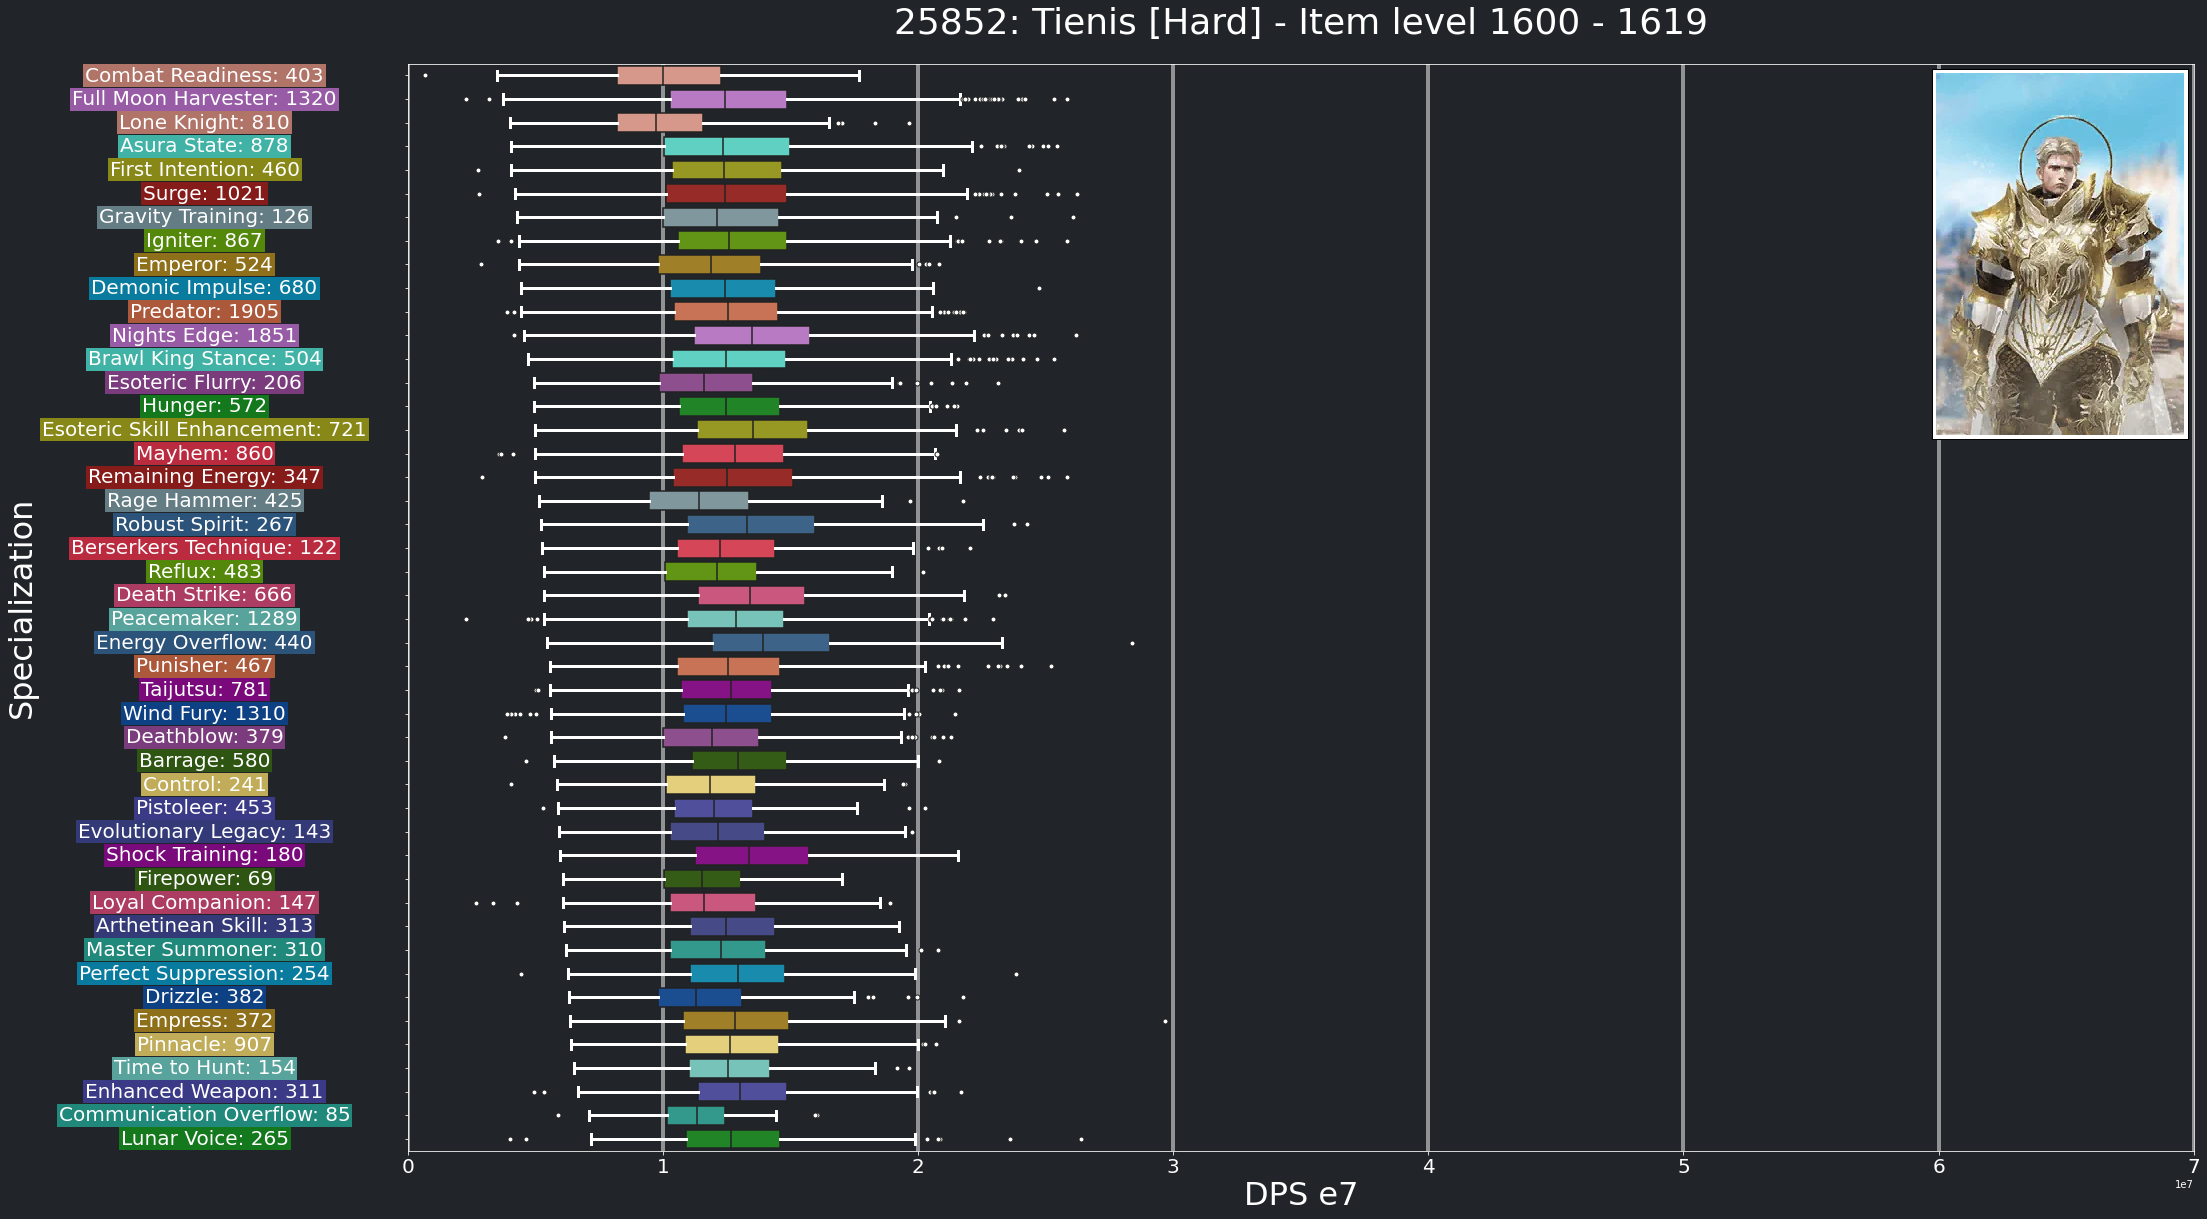 25852: Tienis [Hard] - Item level 1600 - 1619
Combat Readiness: 403
Full Moon Harvester: 1320
Lone Knight: 810
Asura State: 878
First Intention: 460
Surge: 1021
Gravity Training: 126
Igniter: 867
Emperor: 524
Demonic Impulse: 680
Predator: 1905
Nights Edge: 1851
Brawl King Stance: 504
Esoteric Flurry: 206
Hunger: 572
Esoteric Skill Enhancement: 721
Mayhem: 860
Remaining Energy: 347
Rage Hammer: 425
Robust Spirit: 267
Berserkers Technique: 122
Reflux: 483
Death Strike: 666
Peacemaker: 1289
Energy Overflow: 440
Punisher: 467
Taijutsu: 781
Wind Fury: 1310
Deathblow: 379
Barrage: 580
Control: 241
Pistoleer: 453
Evolutionary Legacy: 143
Shock Training: 180
Firepower: 69
Loyal Companion: 147
Arthetinean Skill: 313
Master Summoner: 310
Perfect Suppression: 254
Drizzle: 382
Empress: 372
Pinnacle: 907
Time to Hunt: 154
Enhanced Weapon: 311
Communication Overflow: 85
Lunar Voice: 265
Specialization
0 1 2 3 4 5 6 7
1e7
DPS e7